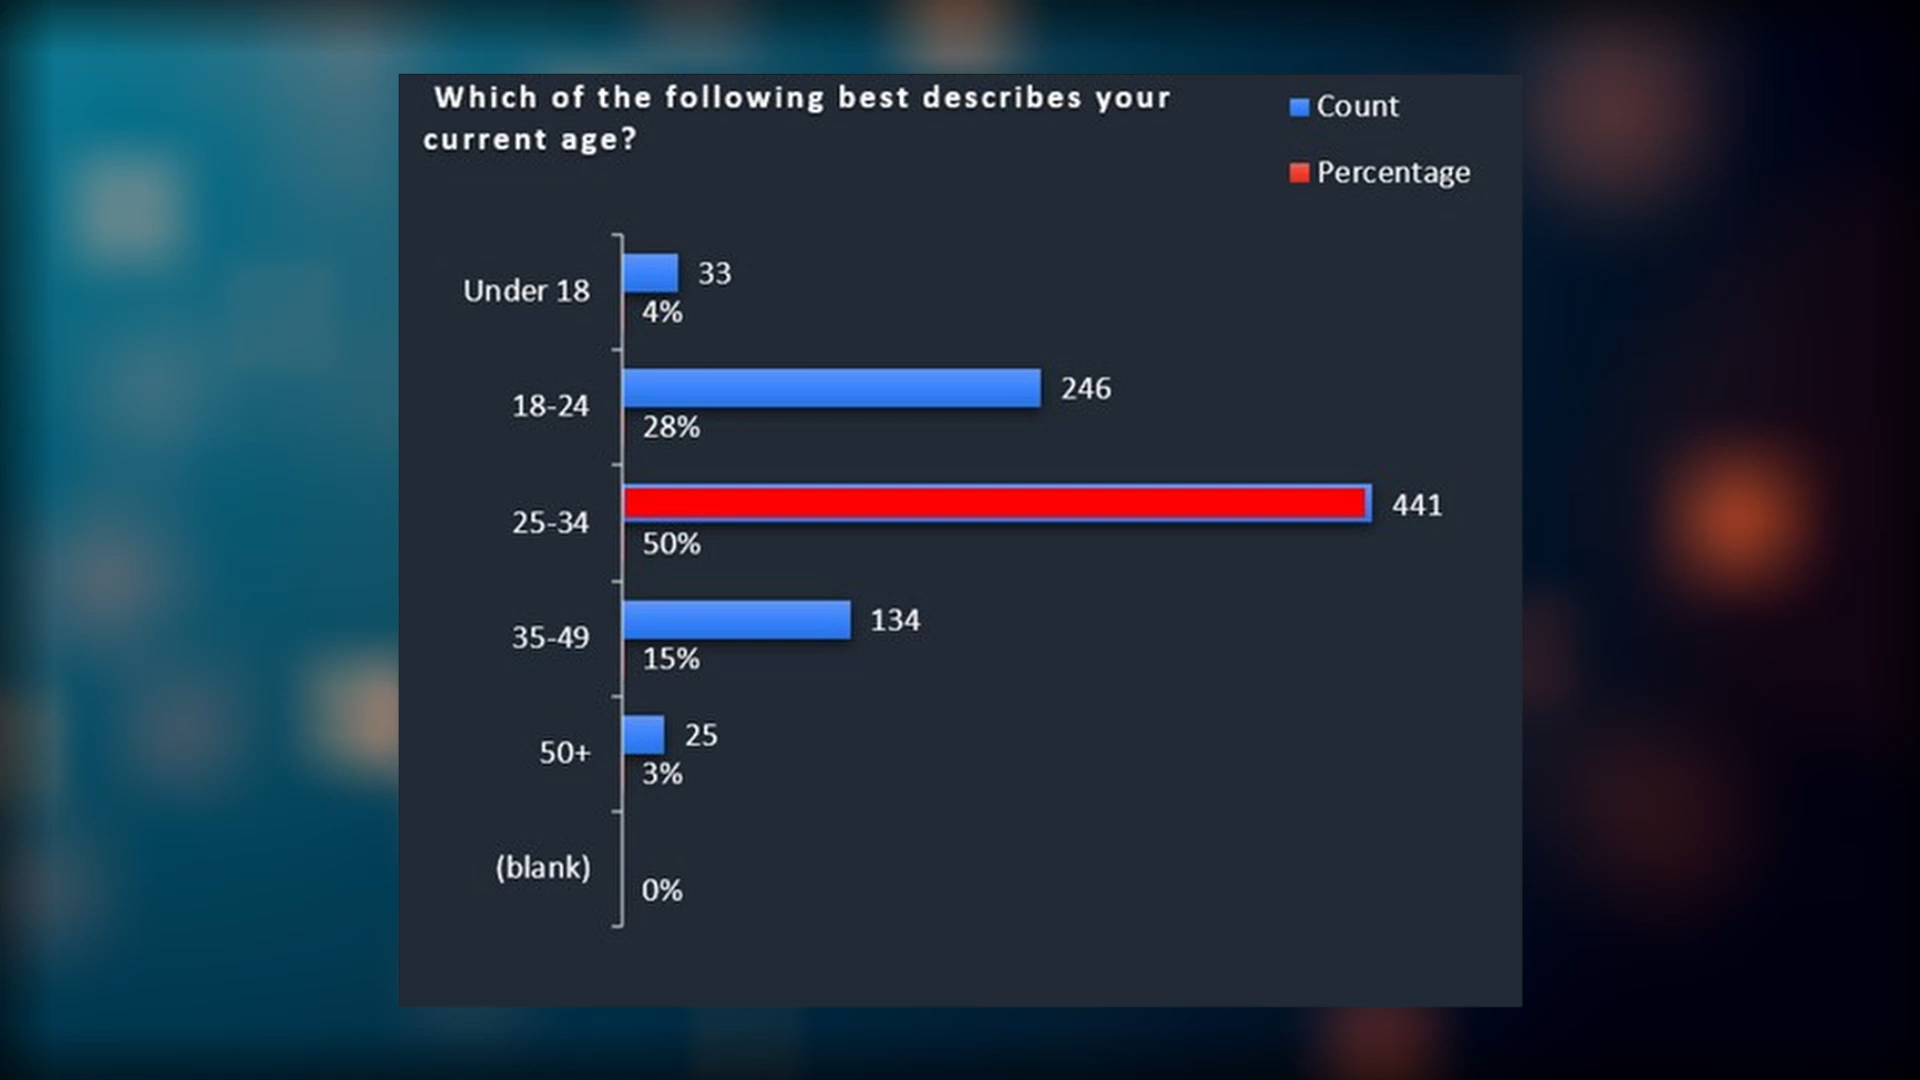 Which of the following best describes your
current age?
Count
Percentage
Under 18
33
4%
18-24
246
28%
25-34
441
50%
35-49
134
15%
50+
25
3%
(blank)
0%